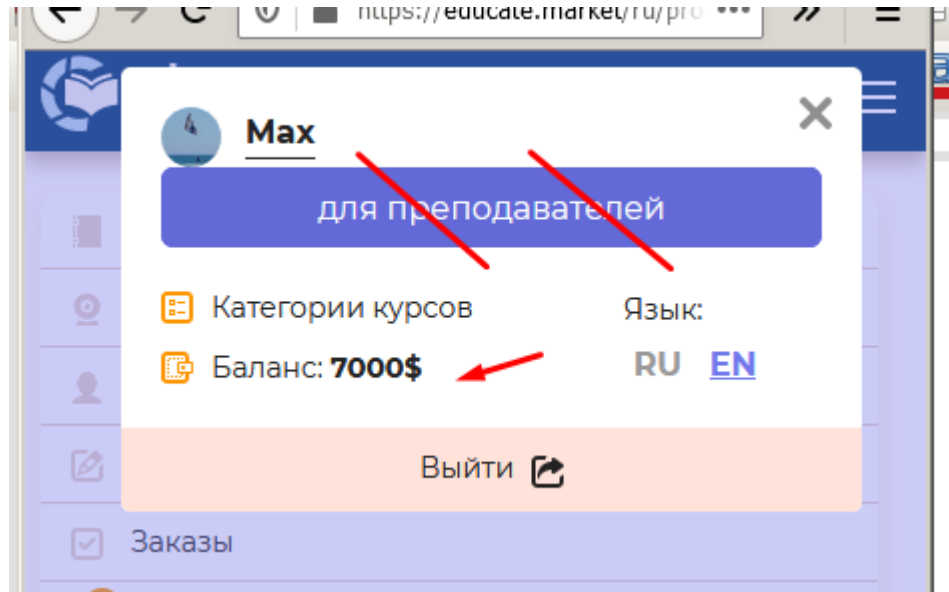 https://educate.market/ru/pro
Max
для преподавателей
Категории курсов
Язык:
Баланс: 7000$
RU EN
Выйти
Заказы